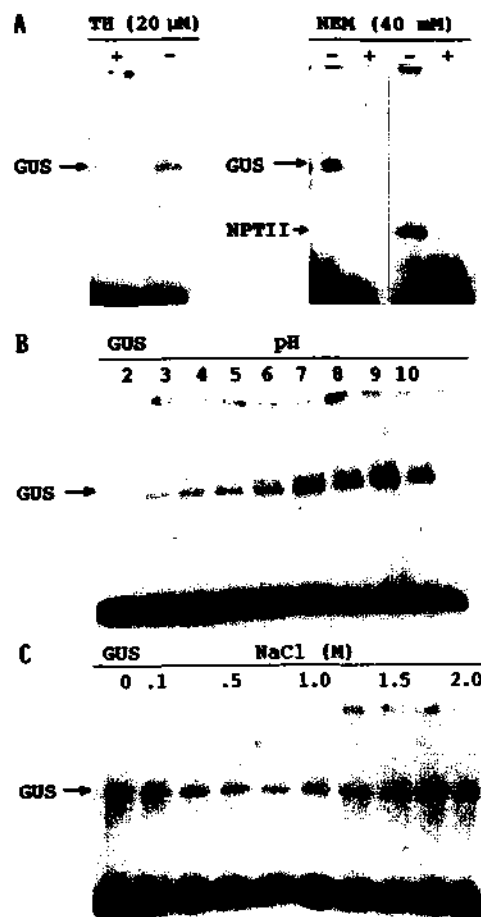 A TH (20 µM) NEM (40 mM)
+ - - + - +
GUS → GUS →
NPTII →
B GUS pH
2 3 4 5 6 7 8 9 10
GUS →
C GUS NaCl (M)
0 .1 .5 1.0 1.5 2.0
GUS →